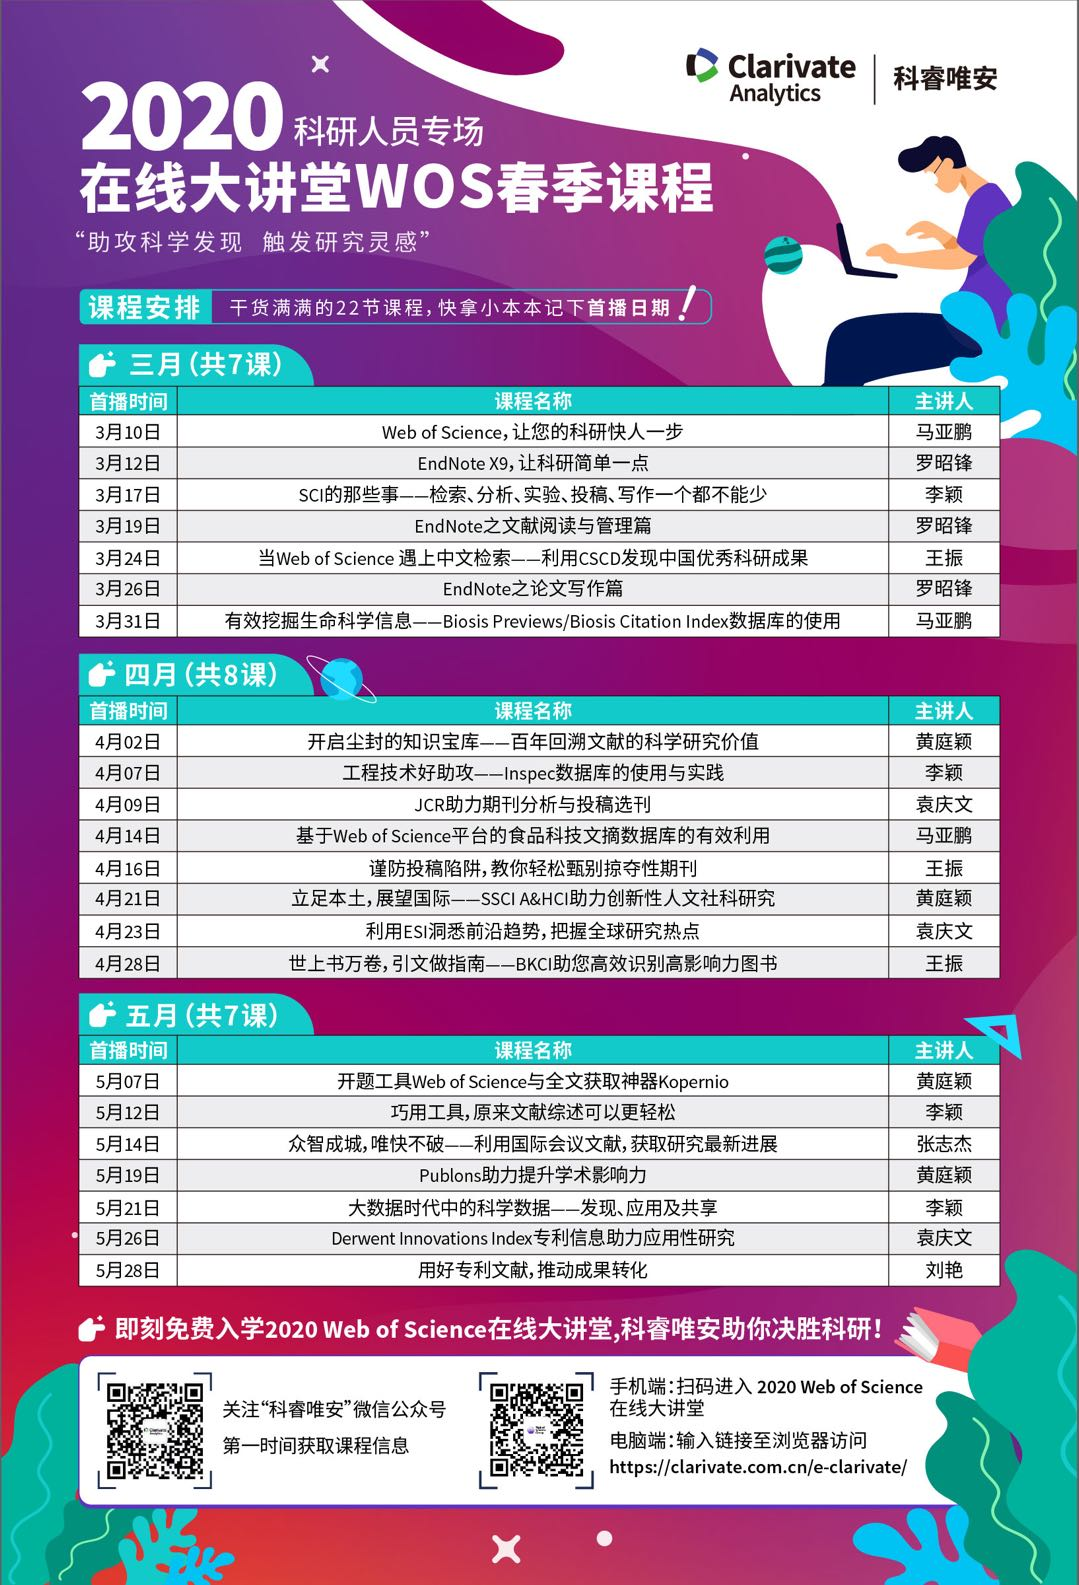 Clarivate Analytics | 科睿唯安
2020 科研人员专场
在线大讲堂WOS春季课程
“助攻科学发现 触发研究灵感”
课程安排 干货满满的22节课程，快拿小本本记下首播日期！
三月（共7课）
首播时间 课程名称 主讲人
3月10日 Web of Science，让您的科研快人一步 马亚鹏
3月12日 EndNote X9，让科研简单一点 罗昭锋
3月17日 SCI的那些事——检索、分析、实验、投稿、写作一个都不能少 李颖
3月19日 EndNote之文献阅读与管理篇 罗昭锋
3月24日 当Web of Science 遇上中文检索——利用CSCD发现中国优秀科研成果 王振
3月26日 EndNote之论文写作篇 罗昭锋
3月31日 有效挖掘生命科学信息——Biosis Previews/Biosis Citation Index数据库的使用 马亚鹏
四月（共8课）
首播时间 课程名称 主讲人
4月02日 开启尘封的知识宝库——百年回溯文献的科学研究价值 黄庭颖
4月07日 工程技术好助攻——Inspec数据库的使用与实践 李颖
4月09日 JCR助力期刊分析与投稿选刊 袁庆文
4月14日 基于Web of Science平台的食品科技文摘数据库的有效利用 马亚鹏
4月16日 谨防投稿陷阱，教你轻松甄别掠夺性期刊 王振
4月21日 立足本土，展望国际——SSCI A&HCI助力创新性人文社科研究 黄庭颖
4月23日 利用ESI洞悉前沿趋势，把握全球研究热点 袁庆文
4月28日 世上书万卷，引文做指南——BKCI助您高效识别高影响力图书 王振
五月（共7课）
首播时间 课程名称 主讲人
5月07日 开题工具Web of Science与全文获取神器Kopernio 黄庭颖
5月12日 巧用工具，原来文献综述可以更轻松 李颖
5月14日 众智成城，唯快不破——利用国际会议文献，获取研究最新进展 张志杰
5月19日 Publons助力提升学术影响力 黄庭颖
5月21日 大数据时代中的科学数据——发现、应用及共享 李颖
5月26日 Derwent Innovations Index专利信息助力应用性研究 袁庆文
5月28日 用好专利文献，推动成果转化 刘艳
即刻免费入学2020 Web of Science在线大讲堂,科睿唯安助你决胜科研！
关注“科睿唯安”微信公众号
第一时间获取课程信息
手机端：扫码进入 2020 Web of Science
在线大讲堂
电脑端：输入链接至浏览器访问
https://clarivate.com.cn/e-clarivate/